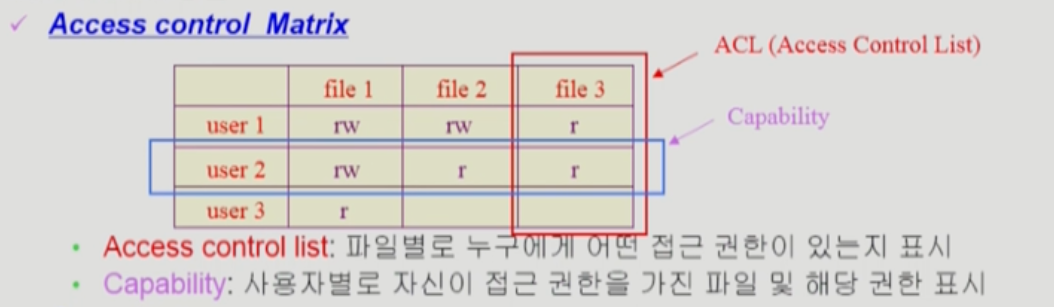 ✓ Access control Matrix
ACL (Access Control List)
file 1 file 2 file 3
user 1 rw rw r
Capability
user 2 rw r r
user 3 r
• Access control list: 파일별로 누구에게 어떤 접근 권한이 있는지 표시
• Capability: 사용자별로 자신이 접근 권한을 가진 파일 및 해당 권한 표시